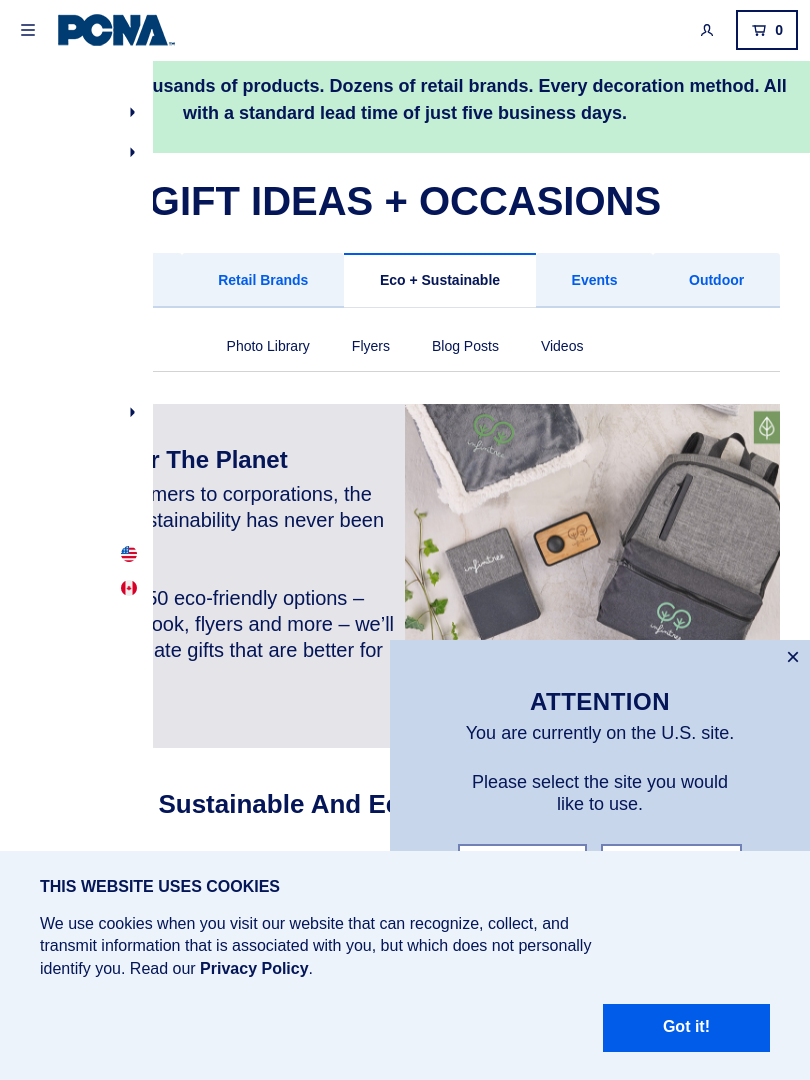 PCNA
0
usands of products. Dozens of retail brands. Every decoration method. All
with a standard lead time of just five business days.
GIFT IDEAS + OCCASIONS
Retail Brands Eco + Sustainable Events Outdoor
Photo Library Flyers Blog Posts Videos
r The Planet
mers to corporations, the
stainability has never been
50 eco-friendly options –
ook, flyers and more – we’ll
ate gifts that are better for
infinitree
infinitree
infinitree
Sustainable And Ec
ATTENTION
You are currently on the U.S. site.
Please select the site you would
like to use.
THIS WEBSITE USES COOKIES
We use cookies when you visit our website that can recognize, collect, and
transmit information that is associated with you, but which does not personally
identify you. Read our Privacy Policy.
Got it!